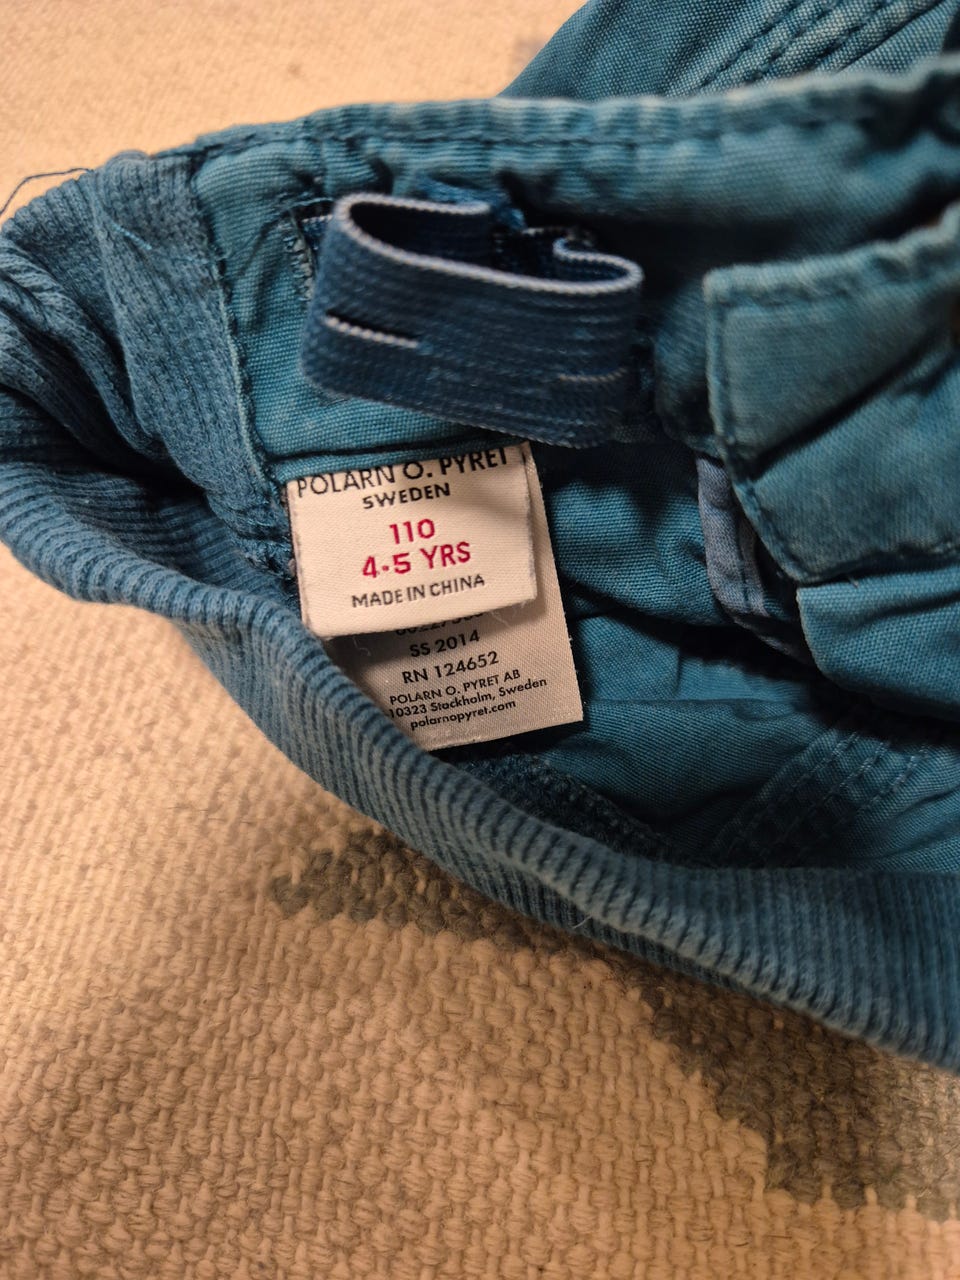 POLARN O. PYRET
SWEDEN
110
4-5 YRS
MADE IN CHINA
SS 2014
RN 124652
POLARN O. PYRET AB
10323 Stockholm, Sweden
polarnopyret.com